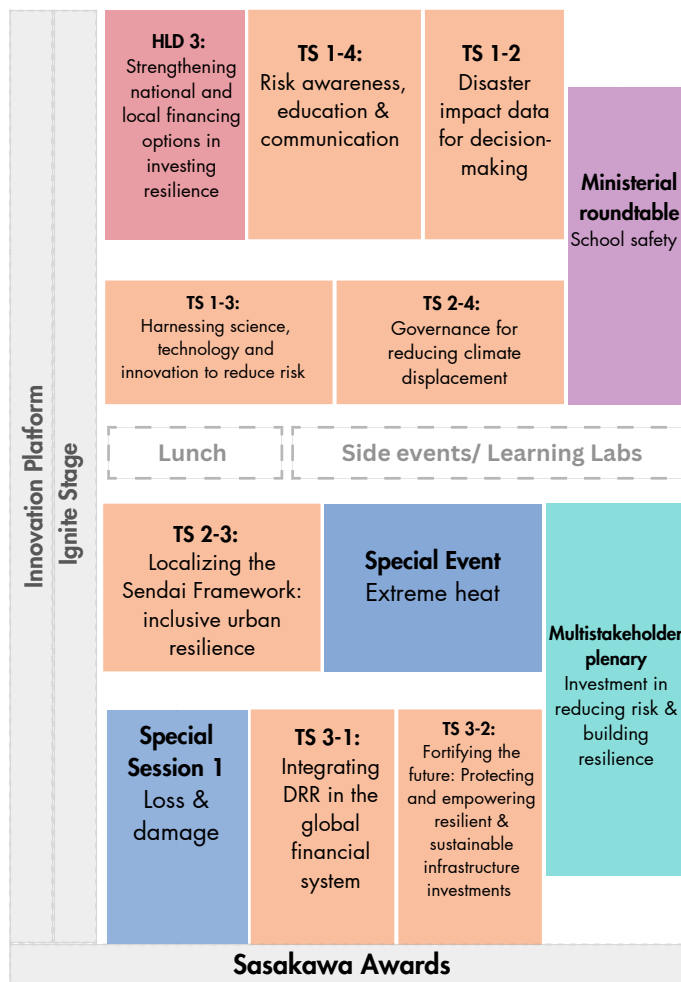 Innovation Platform
Ignite Stage
HLD 3:
Strengthening
national and
local financing
options in
investing
resilience
TS 1-4:
Risk awareness,
education &
communication
TS 1-2
Disaster
impact data
for decision-
making
Ministerial
roundtable
School safety
TS 1-3:
Harnessing science,
technology and
innovation to reduce risk
TS 2-4:
Governance for
reducing climate
displacement
Lunch
Side events/ Learning Labs
TS 2-3:
Localizing the
Sendai Framework:
inclusive urban
resilience
Special Event
Extreme heat
Multistakeholder
plenary
Investment in
reducing risk &
building
resilience
Special
Session 1
Loss &
damage
TS 3-1:
Integrating
DRR in the
global
financial
system
TS 3-2:
Fortifying the
future: Protecting
and empowering
resilient &
sustainable
infrastructure
investments
Sasakawa Awards